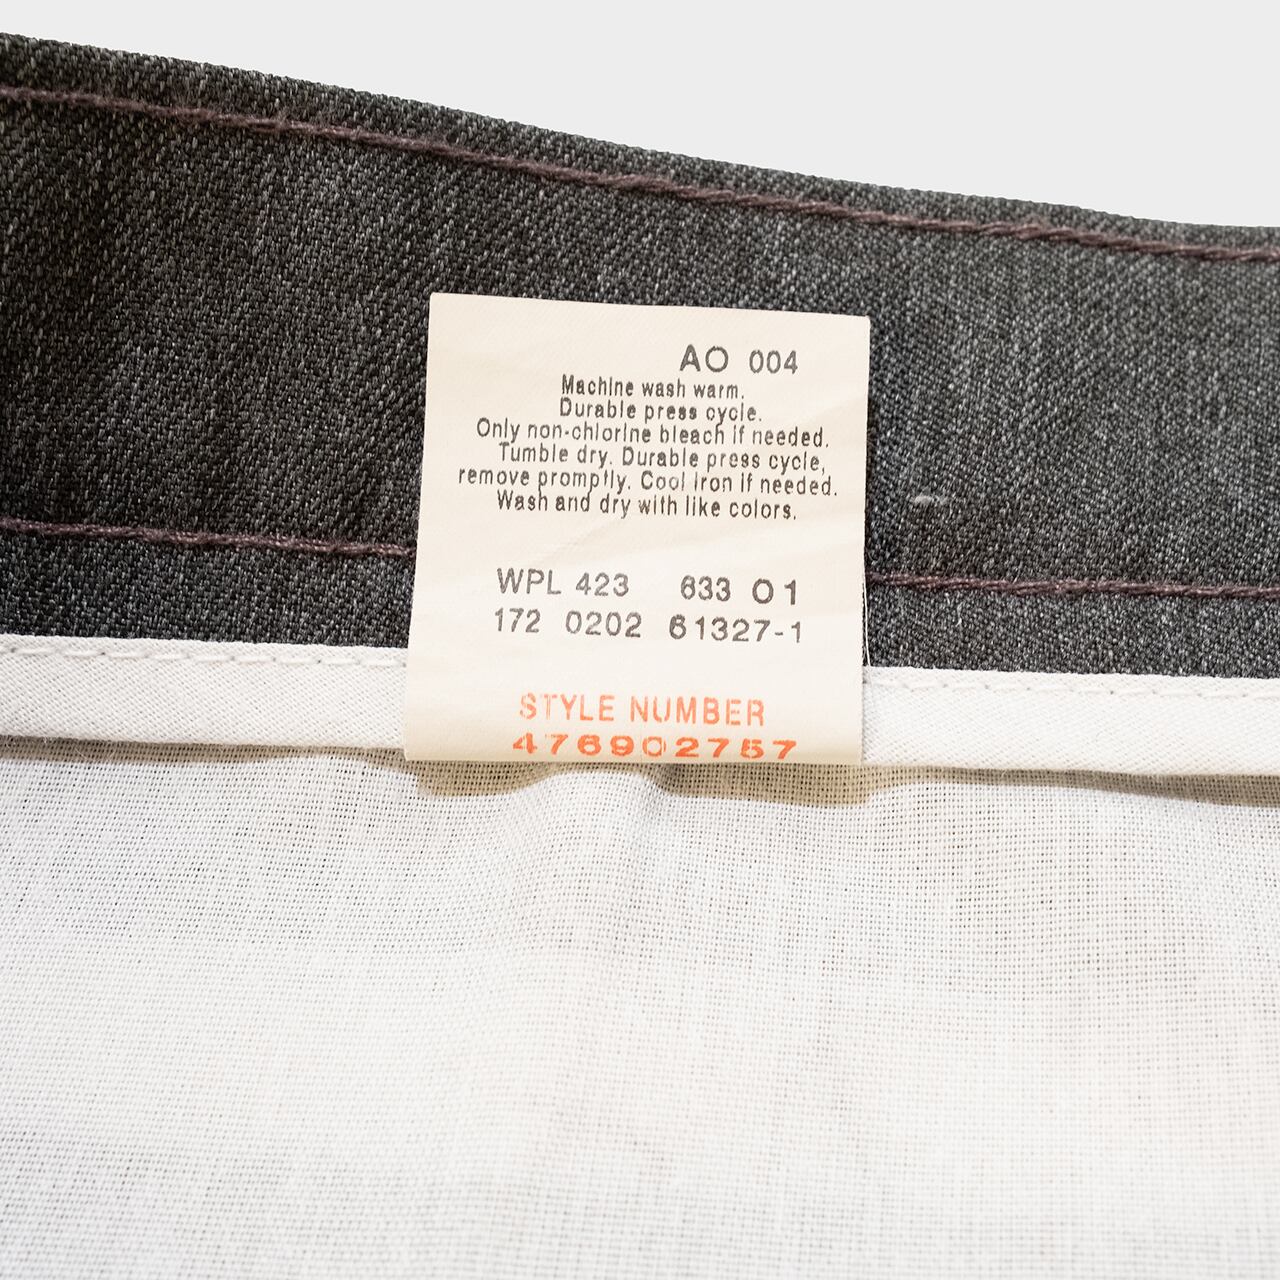 AO 004
Machine wash warm.
Durable press cycle.
Only non-chlorine bleach if needed.
Tumble dry. Durable press cycle,
remove promptly. Cool iron if needed.
Wash and dry with like colors.
WPL 423 633 01
172 0202 61327-1
STYLE NUMBER
476902757